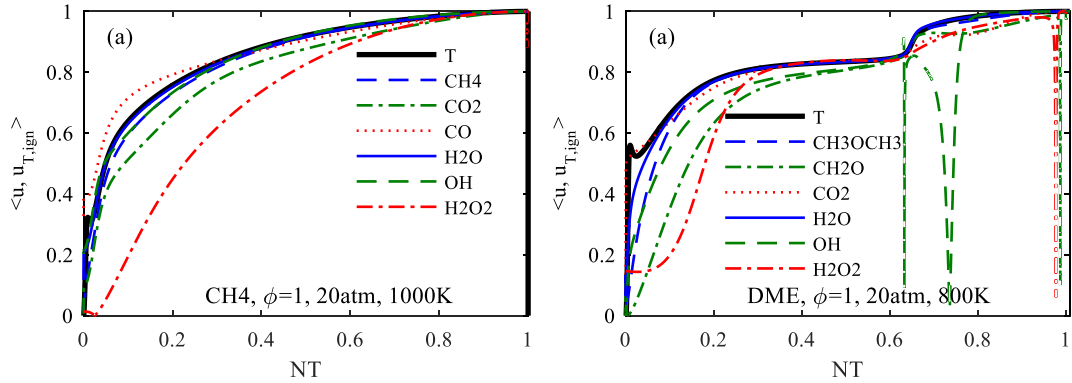 (a)
<u, u_T,ign>
1
0.8
0.6
0.4
0.2
0
T
CH4
CO2
CO
H2O
OH
H2O2
CH4, ϕ=1, 20atm, 1000K
0 0.2 0.4 0.6 0.8 1
NT
(a)
<u, u_T,ign>
1
0.8
0.6
0.4
0.2
0
T
CH3OCH3
CH2O
CO2
H2O
OH
H2O2
DME, ϕ=1, 20atm, 800K
0 0.2 0.4 0.6 0.8 1
NT